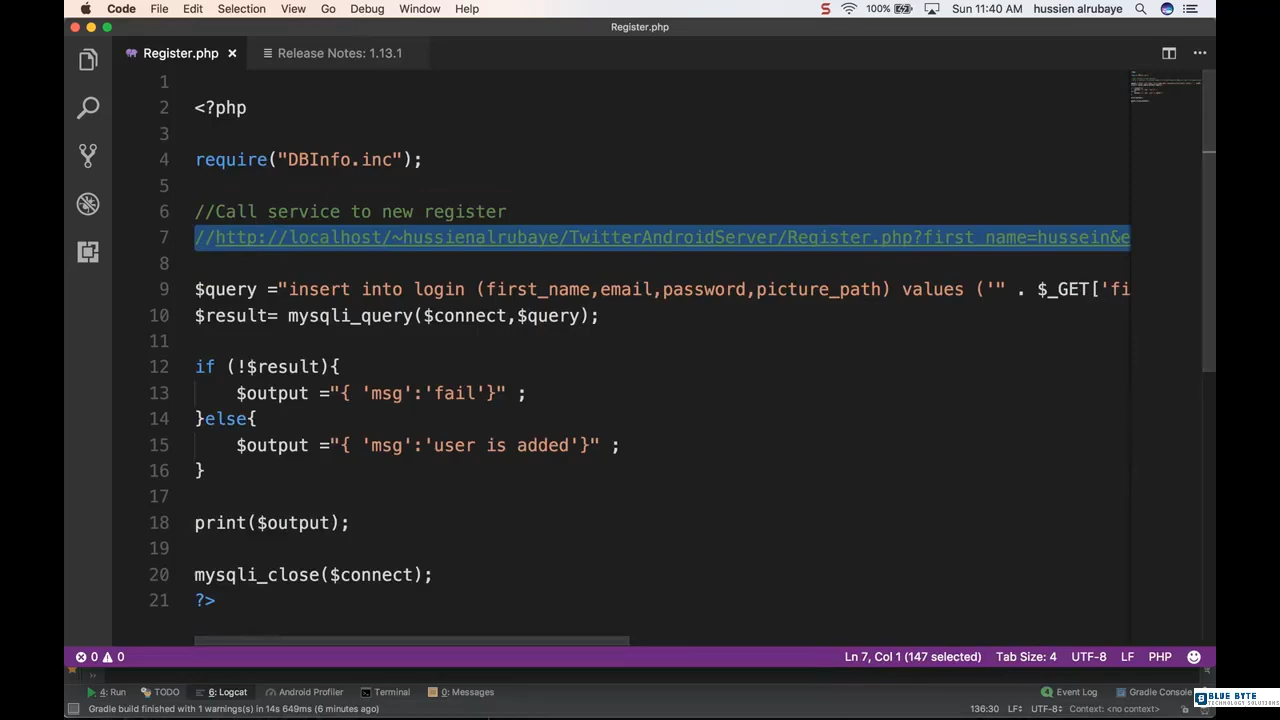 Code File Edit Selection View Go Debug Window Help 100% Sun 11:40 AM hussien alrubaye
Register.php
Register.php Release Notes: 1.13.1
1
2 <?php
3
4 require("DBInfo.inc");
5
6 //Call service to new register
7 //http://localhost/~hussienalrubaye/TwitterAndroidServer/Register.php?first_name=hussein&e
8
9 $query ="insert into login (first_name,email,password,picture_path) values ('" . $_GET['fi
10 $result= mysqli_query($connect,$query);
11
12 if (!$result){
13 $output ="{ 'msg':'fail'}" ;
14 }else{
15 $output ="{ 'msg':'user is added'}" ;
16 }
17
18 print($output);
19
20 mysqli_close($connect);
21 ?>
0 0 Ln 7, Col 1 (147 selected) Tab Size: 4 UTF-8 LF PHP
4: Run TODO 6: Logcat Android Profiler Terminal 0: Messages Event Log Gradle Console
Gradle build finished with 1 warnings(s) in 14s 649ms (6 minutes ago) 136:30 LF÷ UTF-8÷ Context: <no context>
BLUE BYTE
TECHNOLOGY SOLUTIONS